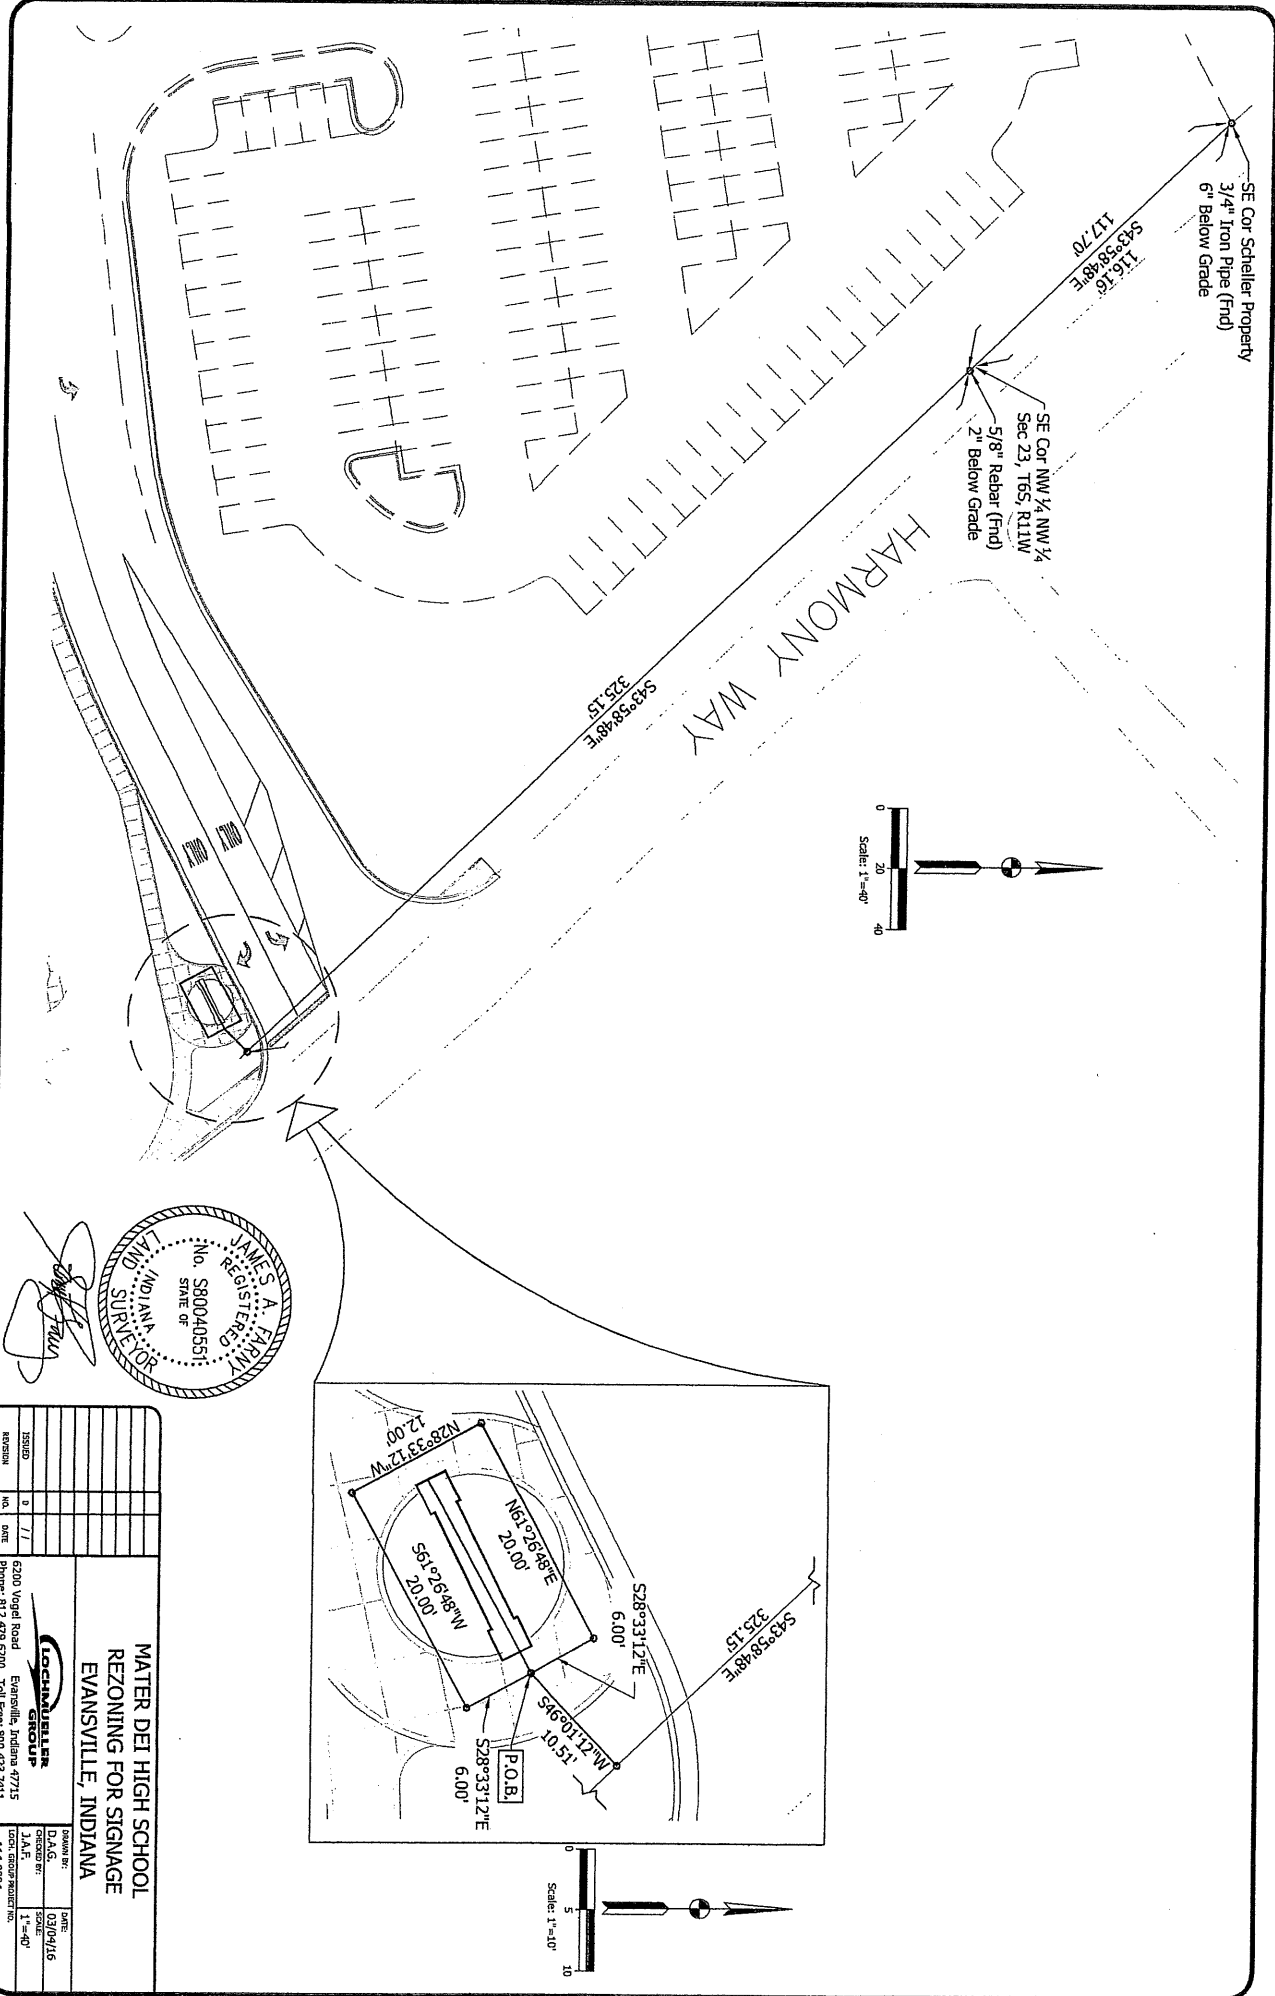 SE Cor Scheller Property
3/4" Iron Pipe (Fnd)
6" Below Grade
116.16'
S43°58'48"E
117.70'
SE Cor NW ¼ NW ¼
Sec 23, T6S, R11W
5/8" Rebar (Fnd)
2" Below Grade
HARMONY WAY
S43°58'48"E
325.15'
0 20 40
Scale: 1"=40'
ONLY
ONLY
JAMES A. FARNY
REGISTERED
No. S80040551
STATE OF
INDIANA
LAND SURVEYOR
S43°58'48"E
325.15'
S28°33'12"E
6.00'
N61°26'48"E
20.00'
N28°33'12"W
12.00'
S61°26'48"W
20.00'
S46°01'12"W
10.51'
P.O.B.
S28°33'12"E
6.00'
0 5 10
Scale: 1"=10'
MATER DEI HIGH SCHOOL
REZONING FOR SIGNAGE
EVANSVILLE, INDIANA
LOCHMUELLER
GROUP
6200 Vogel Road Evansville, Indiana 47715
ISSUED 0 / /
REVISION NO. DATE
DRAWN BY: DATE:
D.A.G. 03/04/16
CHECKED BY: SCALE:
J.A.F. 1"=40'
LOCH. GROUP PROJECT NO.